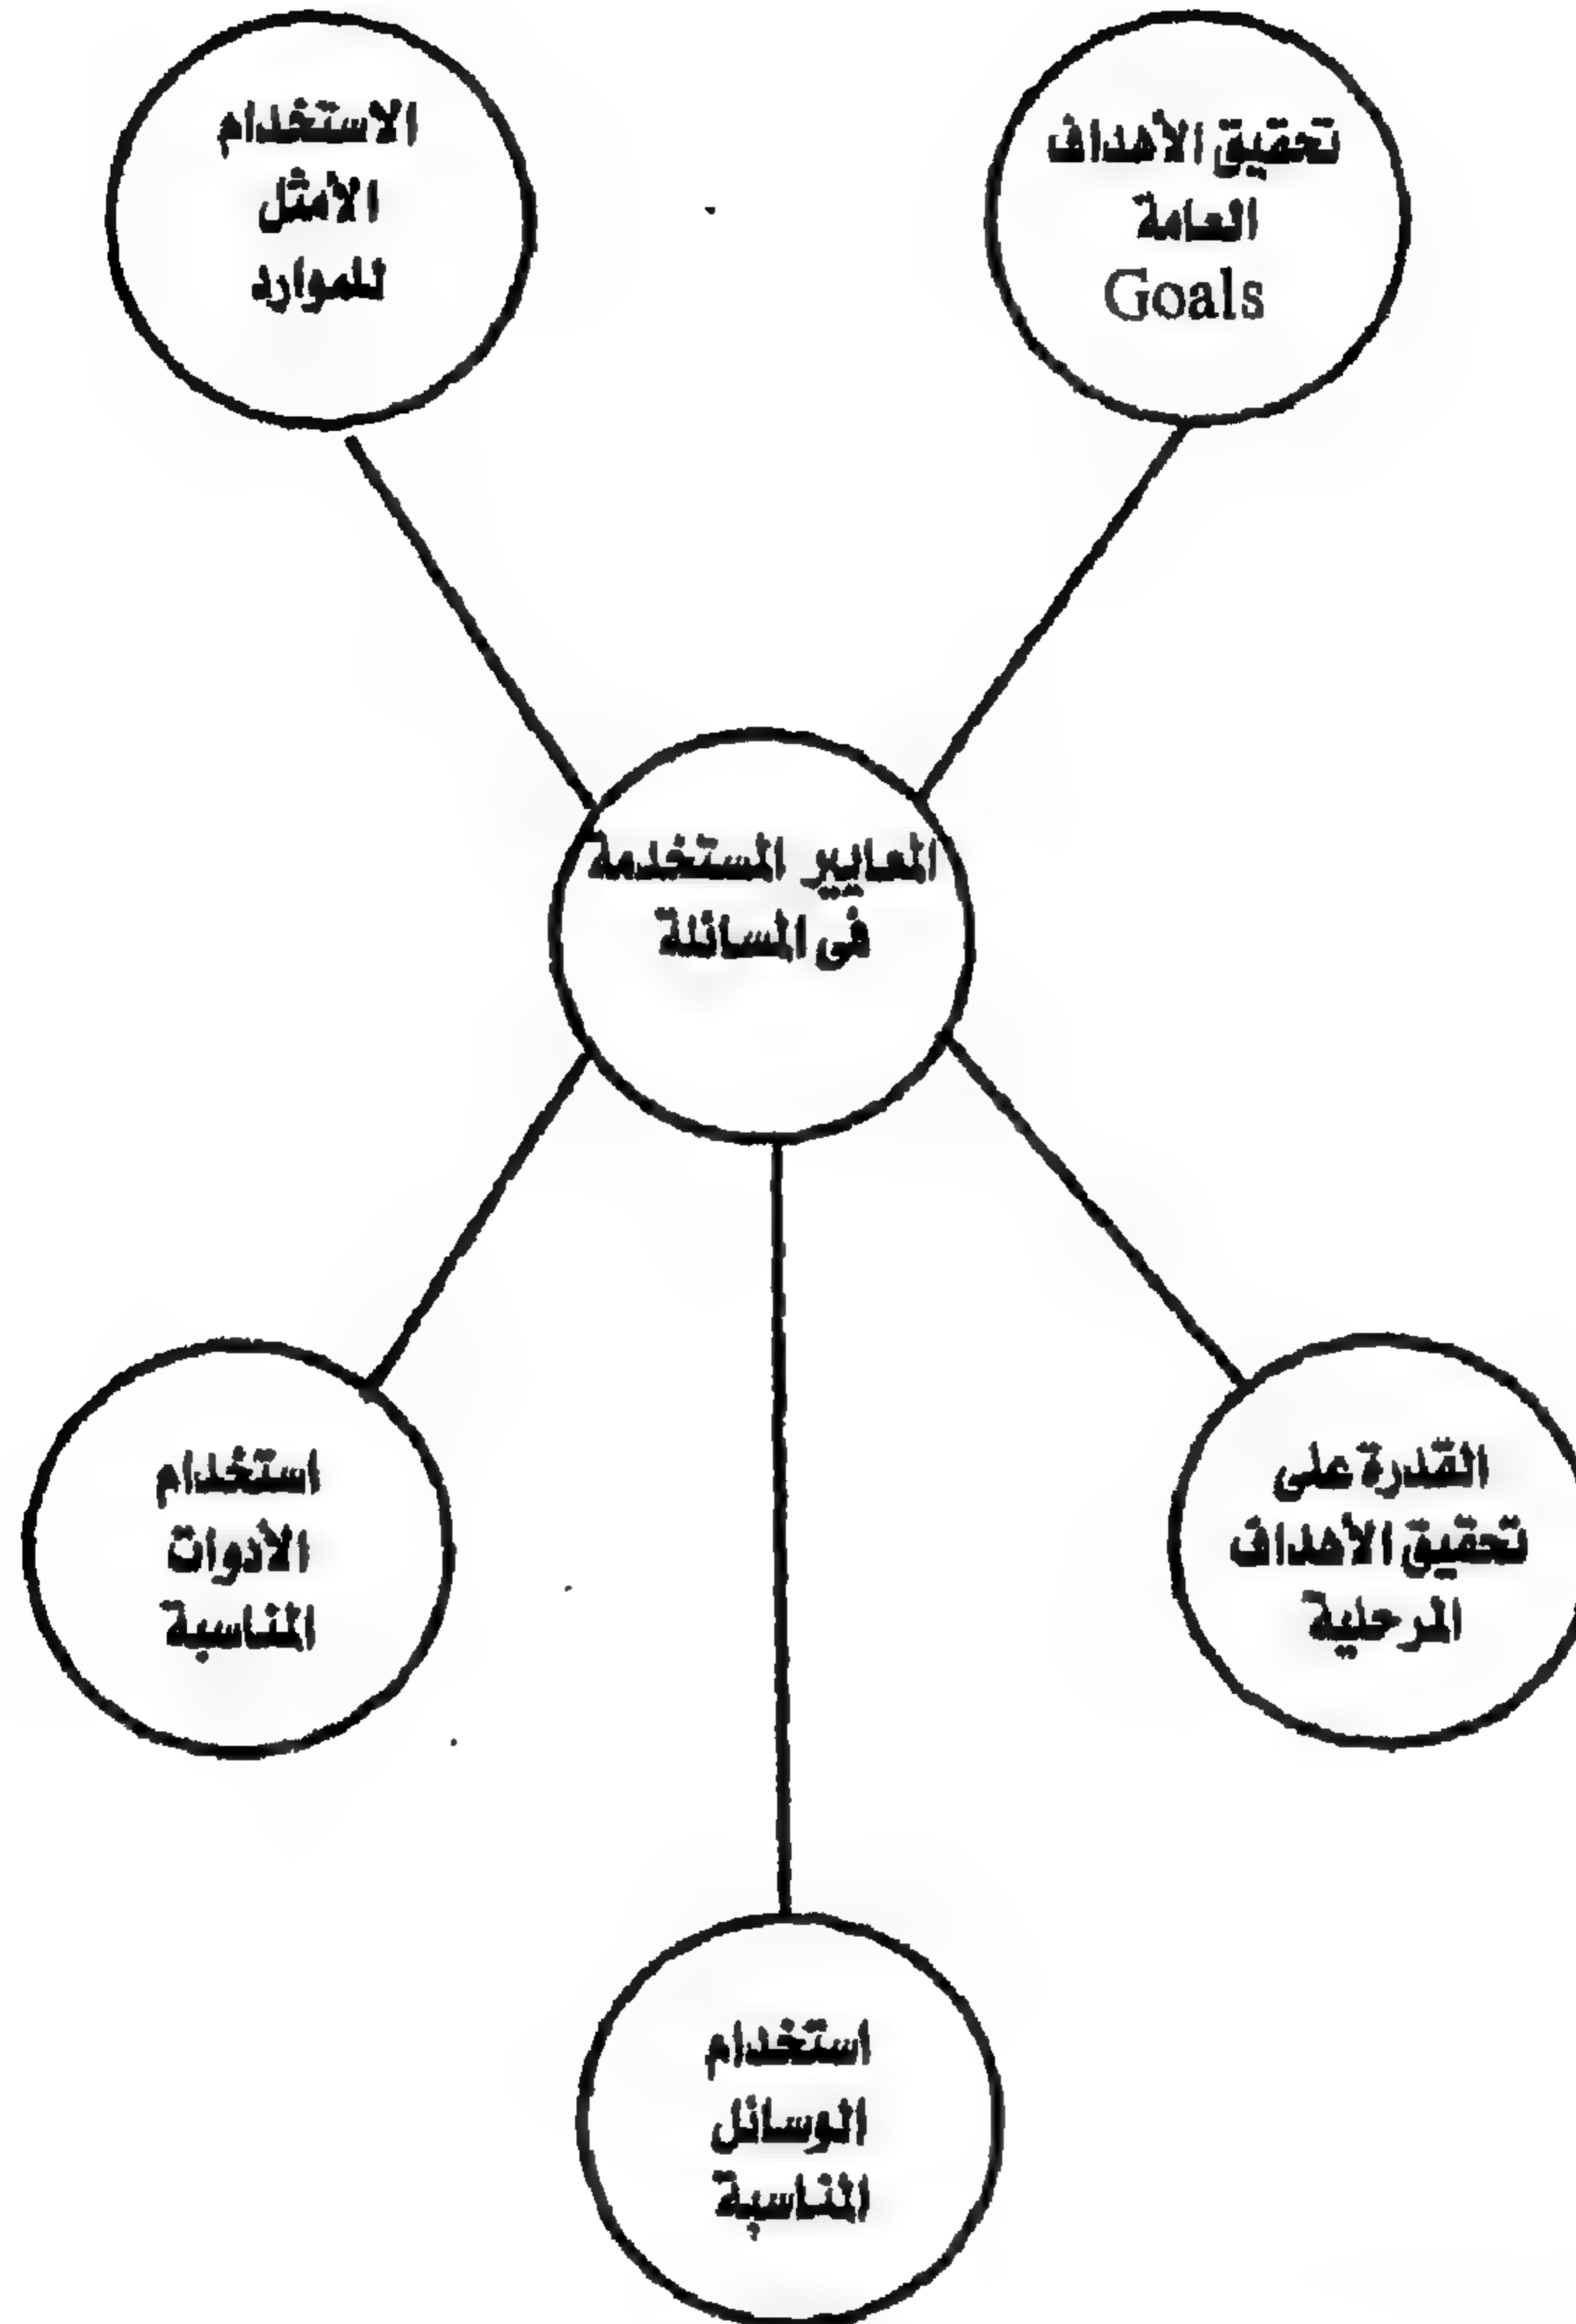 تحقيق الأهداف
العامة
Goals
الاستخدام
الأمثل
للموارد
المعايير المستخدمة
فى المسائلة
القدرة على
تحقيق الأهداف
المرحلية
استخدام
الأدوات
المناسبة
استخدام
الوسائل
المناسبة